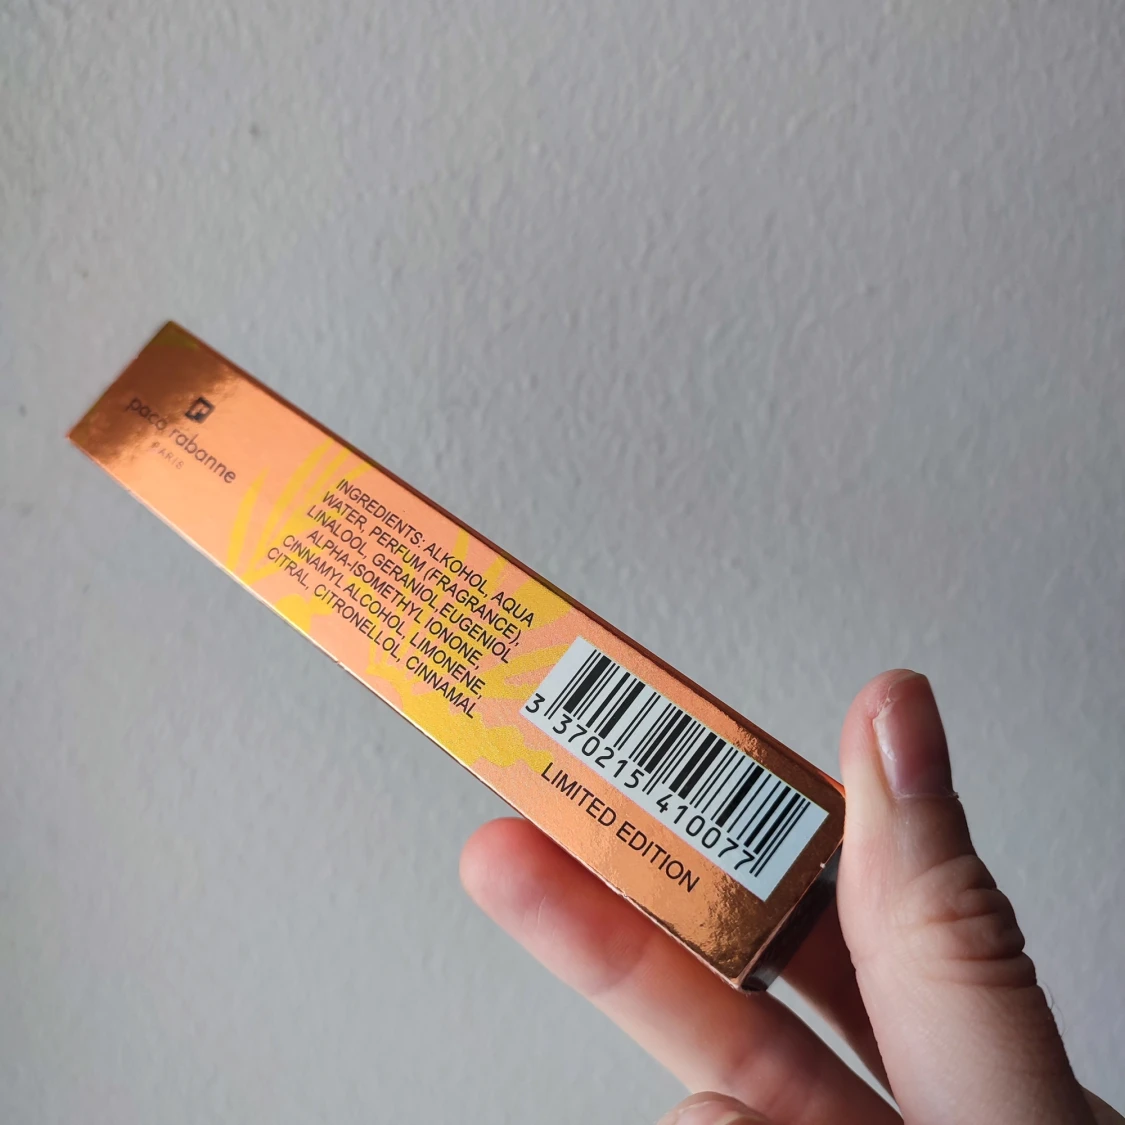 paco rabanne
PARIS
INGREDIENTS: ALKOHOL, AQUA
WATER, PERFUM (FRAGRANCE),
LINALOOL, GERANIOL, EUGENIOL
ALPHA-ISOMETHYL IONONE,
CINNAMYL ALCOHOL, LIMONENE,
CITRAL, CITRONELLOL, CINNAMAL
3 370215 410077
LIMITED EDITION